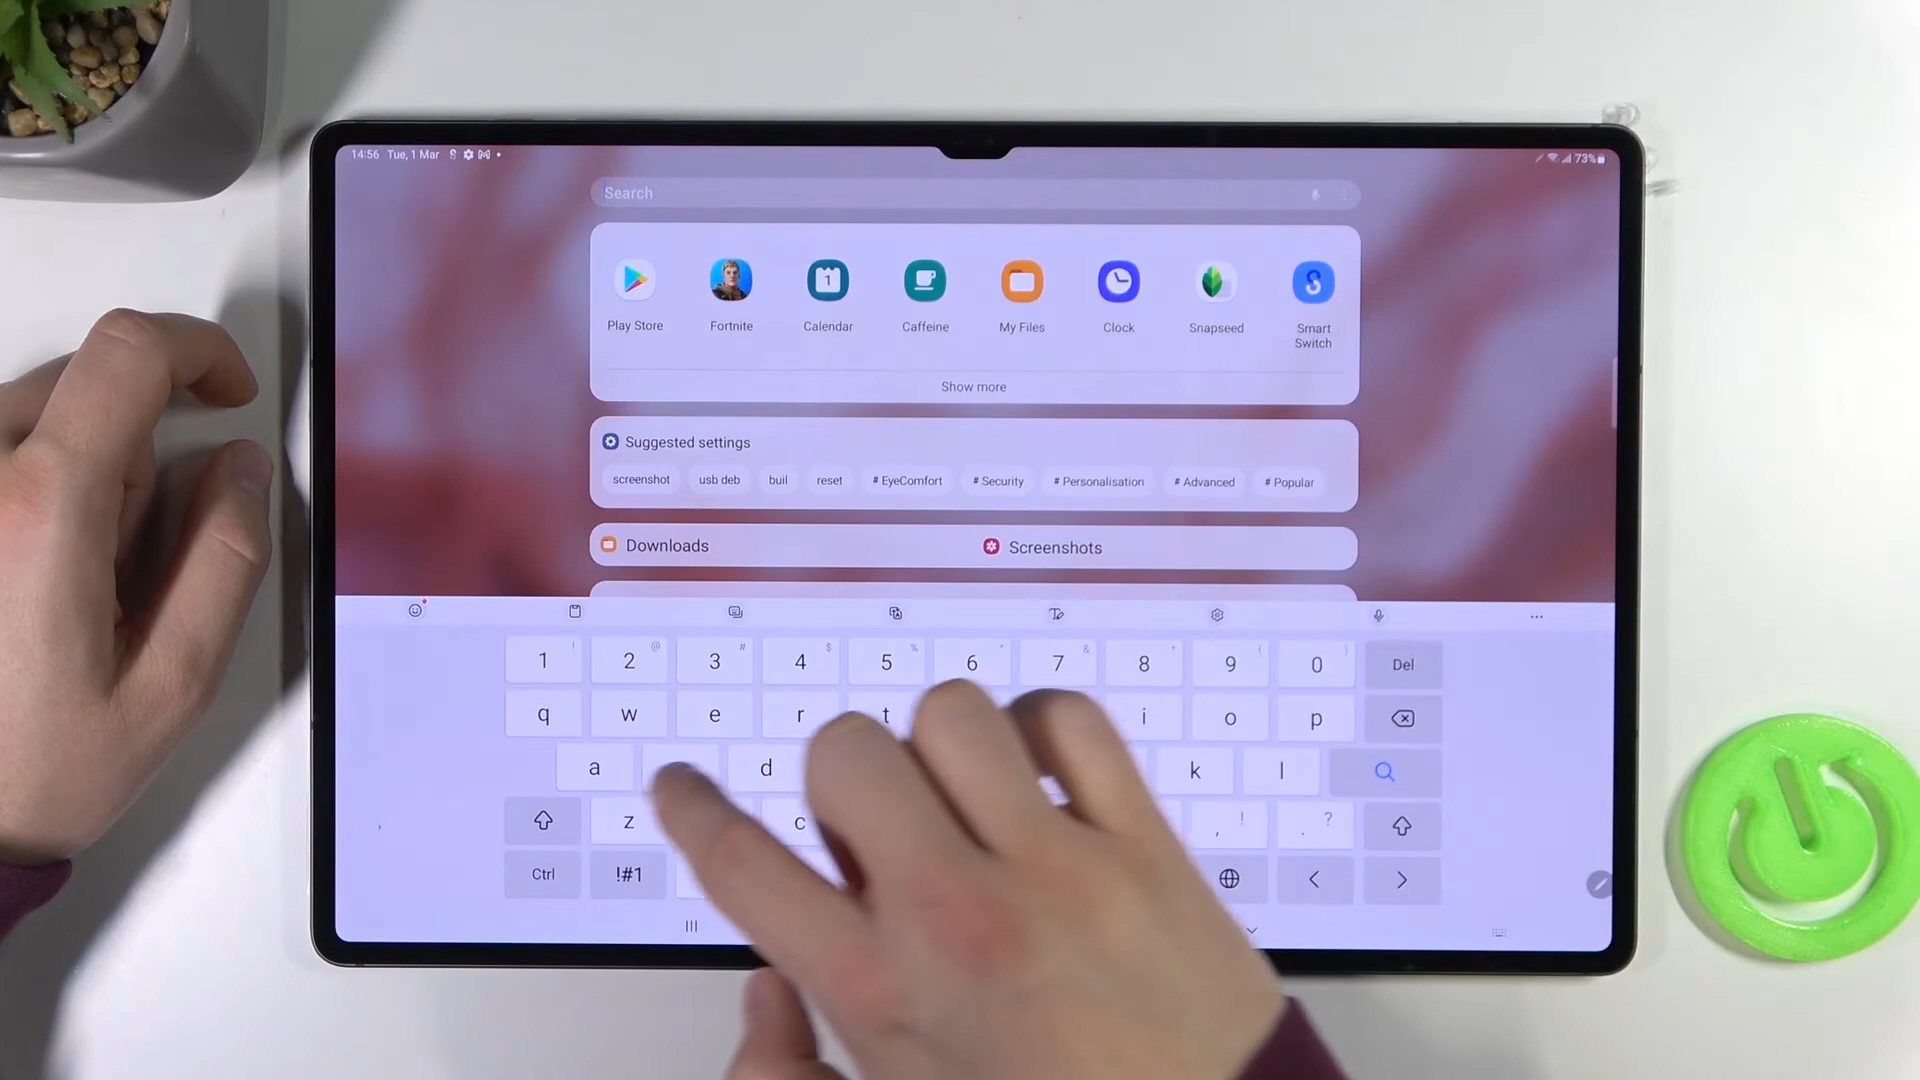 14:56 Tue, 1 Mar
73%
Search
1
Play Store Fortnite Calendar Caffeine My Files Clock Snapseed Smart Switch
Show more
Suggested settings
screenshot usb deb buil reset # EyeComfort # Security # Personalisation # Advanced # Popular
Downloads Screenshots
1 ! 2 @ 3 # 4 $ 5 % 6 ^ 7 & 8 * 9 ( 0 ) Del
q w e r t i o p
a d k l
z c , ! . ?
Ctrl !#1 < >